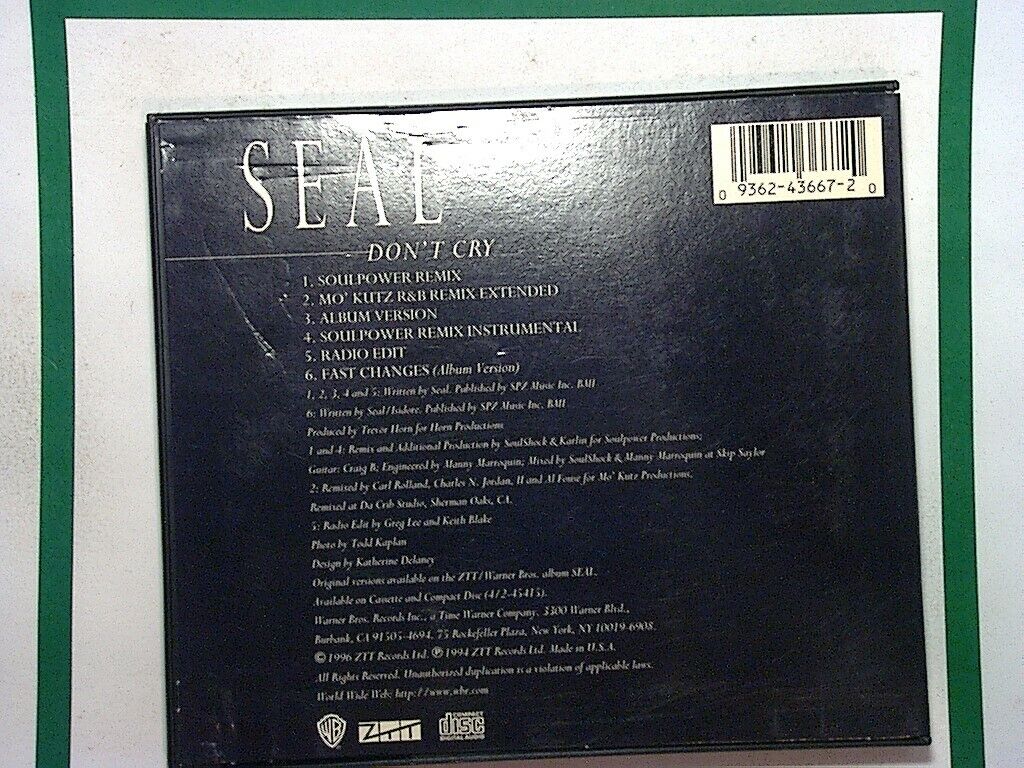 SEAL
0 9362-43667-2 0
DON'T CRY
1. SOULPOWER REMIX
2. MO' KUTZ R&B REMIX EXTENDED
3. ALBUM VERSION
4. SOULPOWER REMIX INSTRUMENTAL
5. RADIO EDIT
6. FAST CHANGES (Album Version)
1, 2, 3, 4 and 5: Written by Seal. Published by SPZ Music Inc. BMI
6: Written by Seal/Isidore. Published by SPZ Music Inc. BMI
Produced by Trevor Horn for Horn Productions
1 and 4: Remix and Additional Production by SoulShock & Karlin for Soulpower Productions;
Guitar: Craig B; Engineered by Manny Marroquin; Mixed by SoulShock & Manny Marroquin at Skip Saylor
2: Remixed by Carl Rolland, Charles N. Jordan, II and Al Fonse for Mo' Kutz Productions,
Remixed at Da Crib Studio, Sherman Oaks, CA.
5: Radio Edit by Greg Lee and Keith Blake
Photo by Todd Kaplan
Design by Katherine Delaney
Original versions available on the ZTT/Warner Bros. album SEAL.
Available on Cassette and Compact Disc (4/2-45415).
Warner Bros. Records Inc., a Time Warner Company, 3300 Warner Blvd.,
Burbank, CA 91505-4694. 75 Rockefeller Plaza, New York, NY 10019-6908.
© 1996 ZTT Records Ltd. ℗ 1994 ZTT Records Ltd. Made in U.S.A.
All Rights Reserved. Unauthorized duplication is a violation of applicable laws.
World Wide Web: http://www.wbr.com
WB ZTT COMPACT disc DIGITAL AUDIO